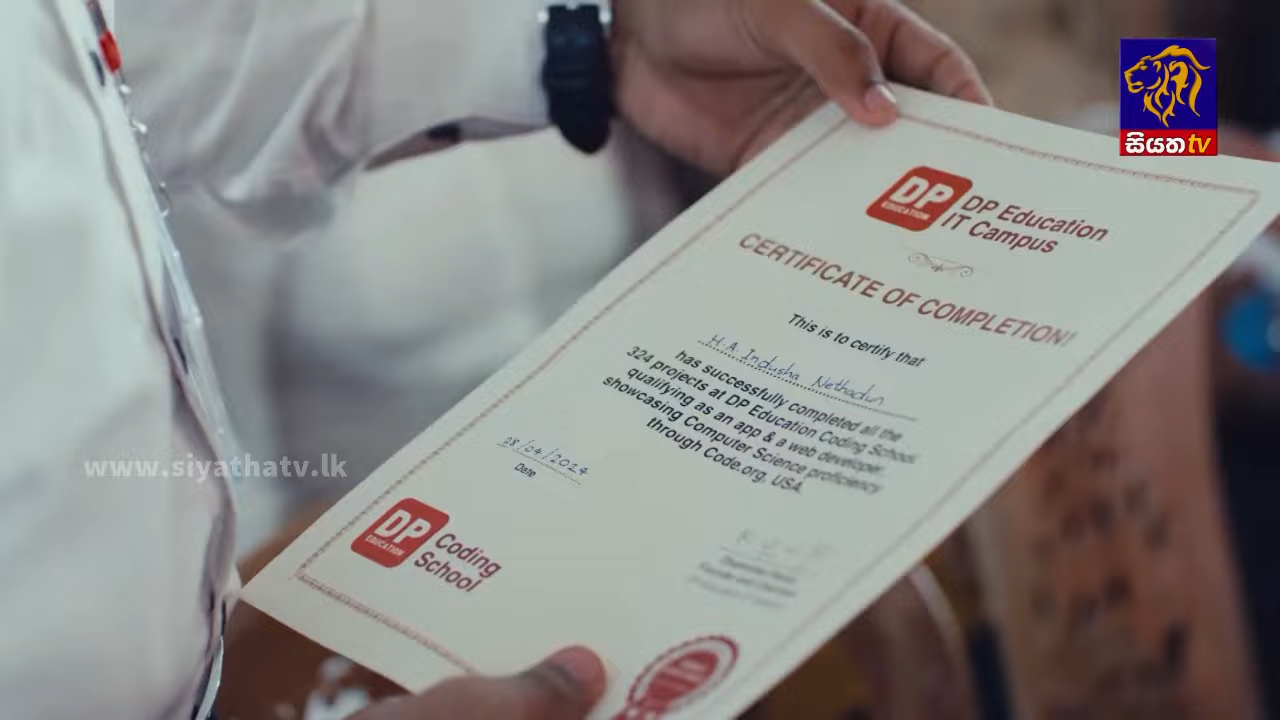 සියත tv
DP
EDUCATION
DP Education
IT Campus
CERTIFICATE OF COMPLETION!
This is to certify that
H.A. Indusha Nethadun
has successfully completed all the
324 projects at DP Education Coding School
qualifying as an app & a web developer
showcasing Computer Science proficiency
through Code.org, USA.
28/04/2024
Date
www.siyathatv.lk
DP
EDUCATION
Coding
School